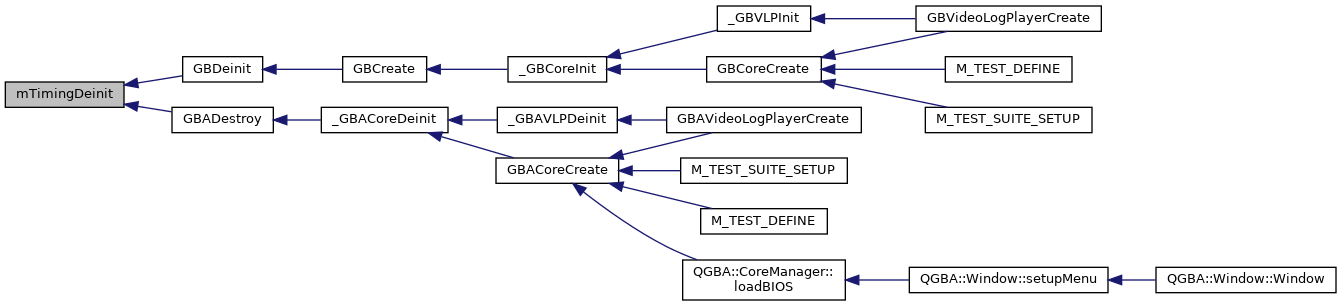 _GBVLPInit
GBVideoLogPlayerCreate
GBDeinit
GBCreate
_GBCoreInit
GBCoreCreate
M_TEST_DEFINE
mTimingDeinit
GBADestroy
_GBACoreDeinit
_GBAVLPDeinit
GBAVideoLogPlayerCreate
M_TEST_SUITE_SETUP
GBACoreCreate
M_TEST_SUITE_SETUP
M_TEST_DEFINE
QGBA::CoreManager::
loadBIOS
QGBA::Window::setupMenu
QGBA::Window::Window